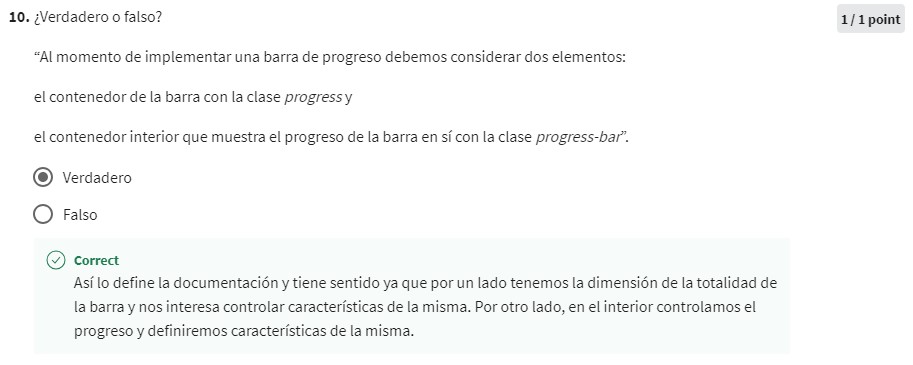 10. ¿Verdadero o falso?
1 / 1 point
“Al momento de implementar una barra de progreso debemos considerar dos elementos:
el contenedor de la barra con la clase progress y
el contenedor interior que muestra el progreso de la barra en sí con la clase progress-bar”.
Verdadero
Falso
Correct
Así lo define la documentación y tiene sentido ya que por un lado tenemos la dimensión de la totalidad de
la barra y nos interesa controlar características de la misma. Por otro lado, en el interior controlamos el
progreso y definiremos características de la misma.